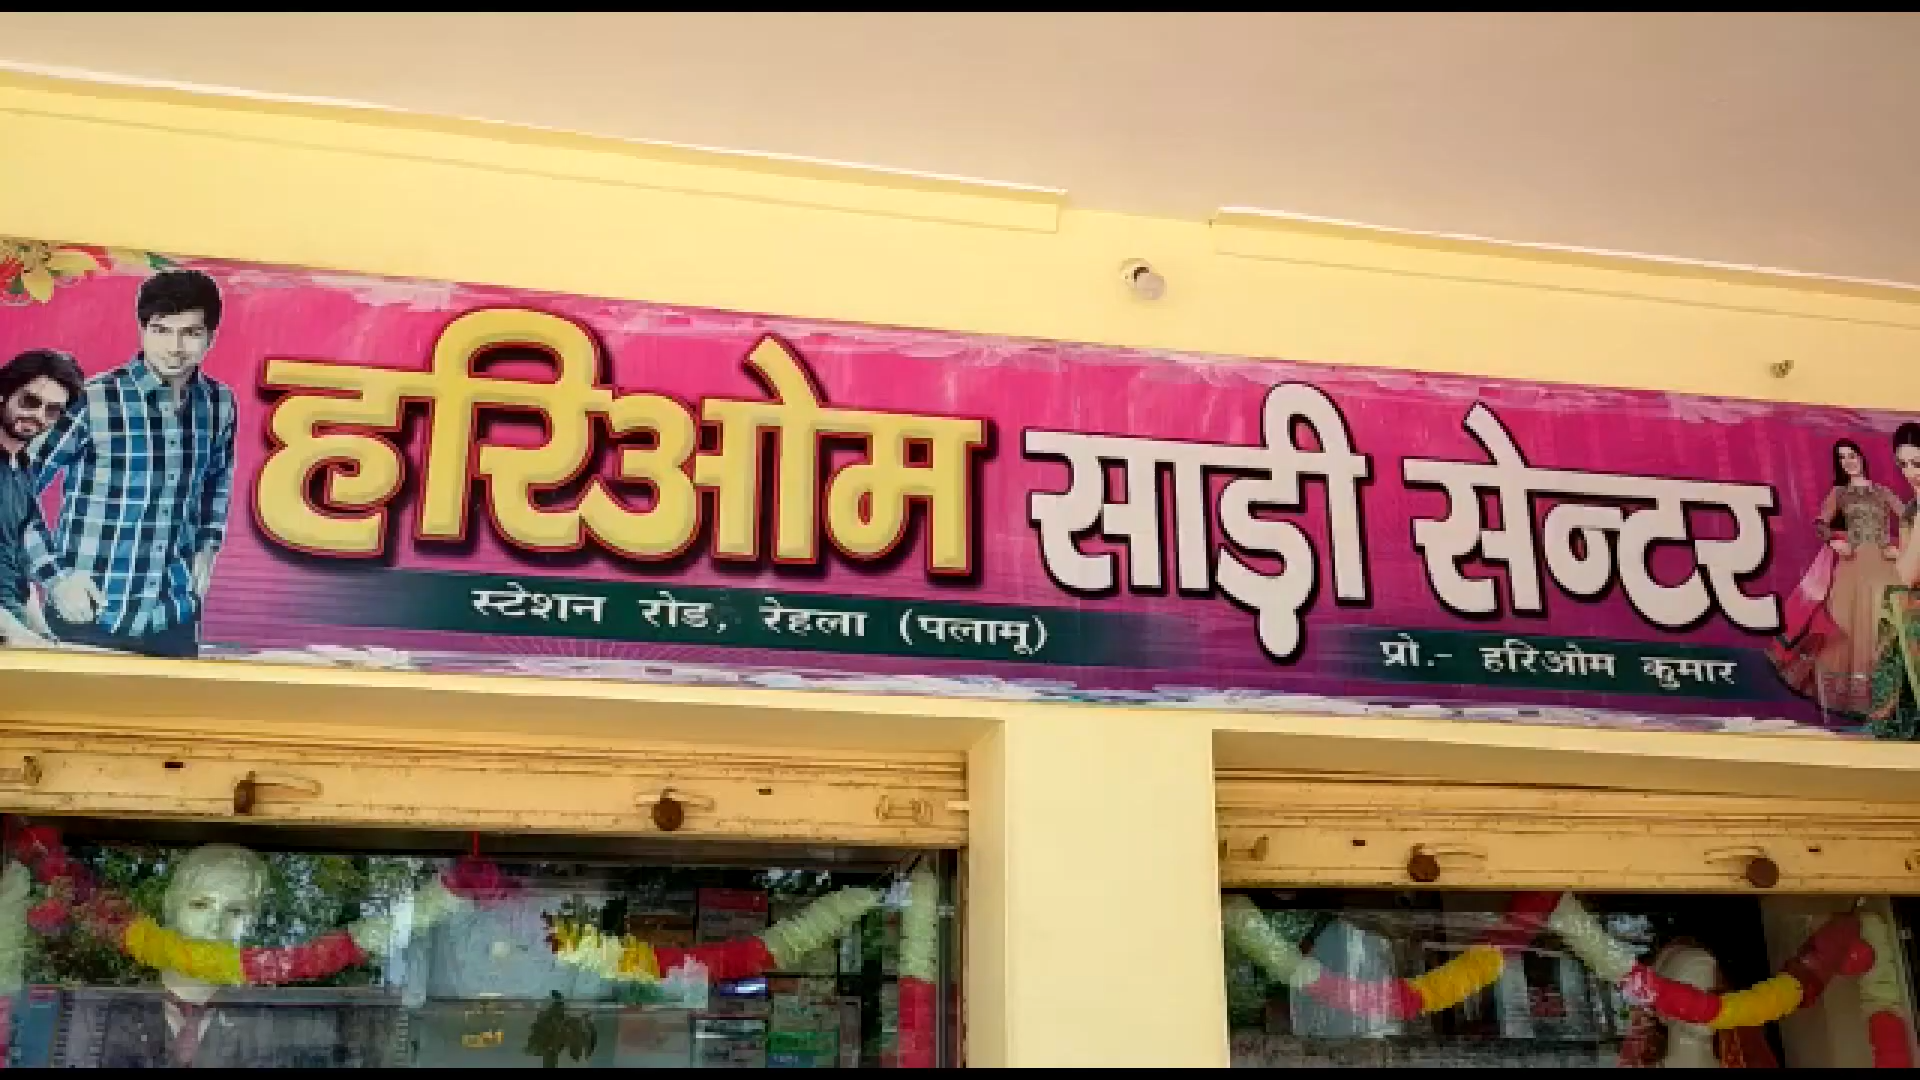 हरिओम साड़ी सेन्टर
स्टेशन रोड, रेहला (पलामू)
प्रो.- हरिओम कुमार